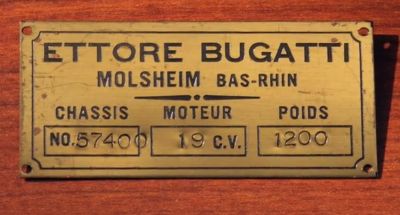 ETTORE BUGATTI
MOLSHEIM BAS-RHIN
CHASSIS MOTEUR POIDS
NO.57400 19 C.V. 1200